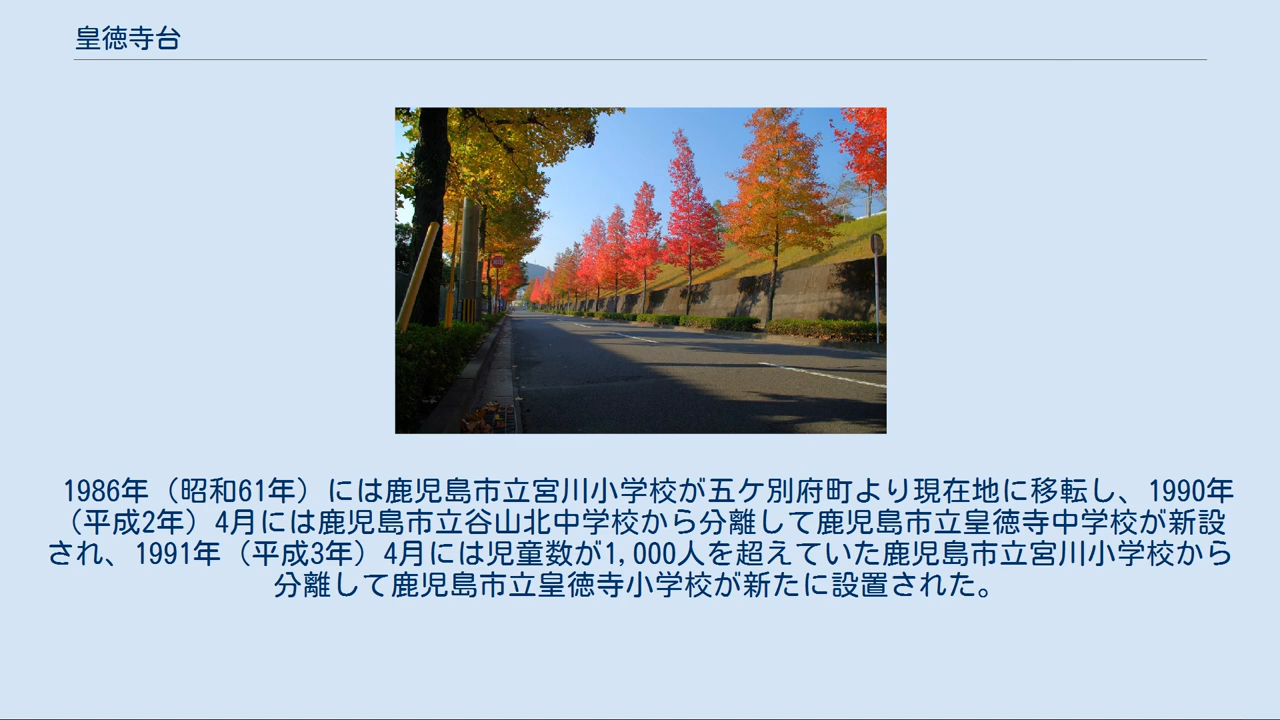 皇徳寺台
1986年（昭和61年）には鹿児島市立宮川小学校が五ケ別府町より現在地に移転し、1990年
（平成2年）4月には鹿児島市立谷山北中学校から分離して鹿児島市立皇徳寺中学校が新設
され、1991年（平成3年）4月には児童数が1,000人を超えていた鹿児島市立宮川小学校から
分離して鹿児島市立皇徳寺小学校が新たに設置された。